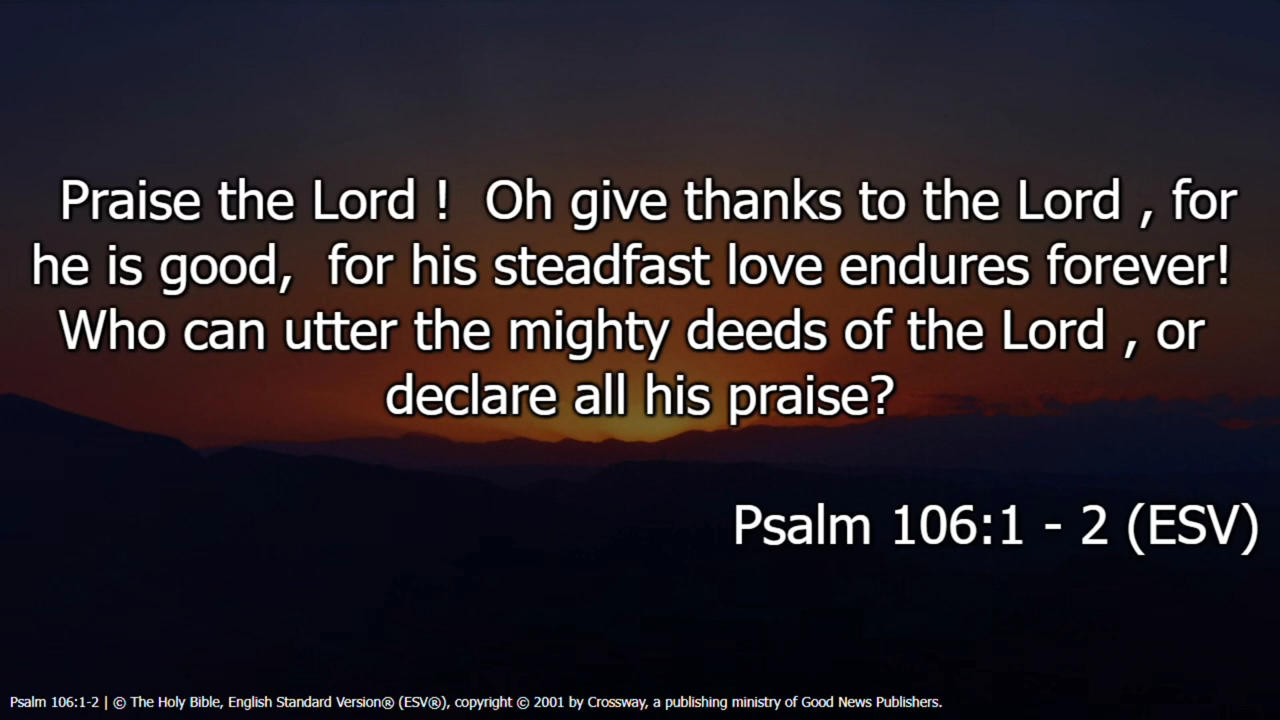 Praise the Lord !  Oh give thanks to the Lord , for
he is good,  for his steadfast love endures forever!
Who can utter the mighty deeds of the Lord , or
declare all his praise?
Psalm 106:1 - 2 (ESV)
Psalm 106:1-2 | © The Holy Bible, English Standard Version® (ESV®), copyright © 2001 by Crossway, a publishing ministry of Good News Publishers.